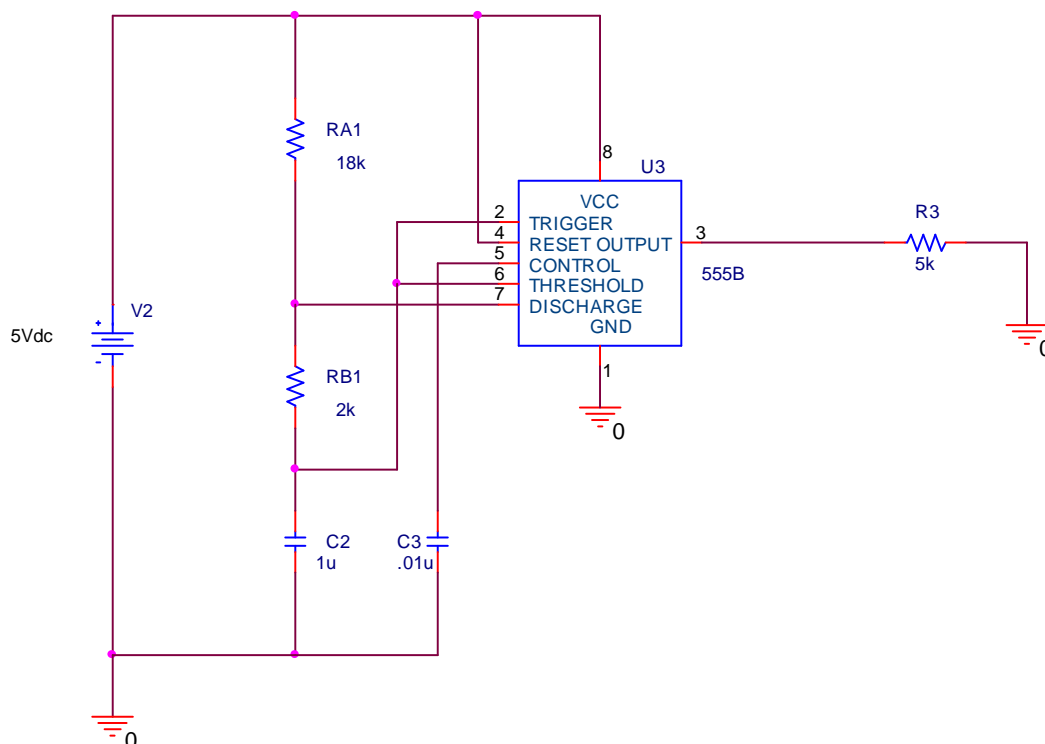 RA1
18k
8
U3
VCC
2
TRIGGER
4
RESET OUTPUT
3
5
CONTROL
6
THRESHOLD
7
DISCHARGE
GND
555B
R3
5k
V2
+
-
5Vdc
1
0
0
RB1
2k
C2
1u
C3
.01u
0